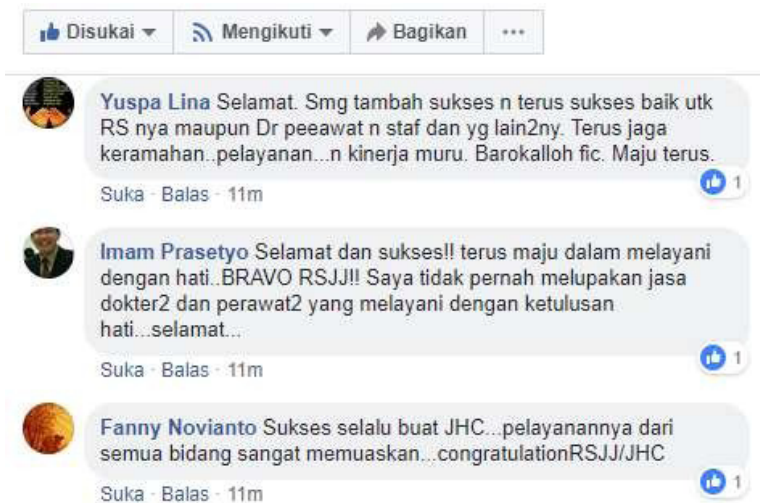 Disukai Mengikuti Bagikan ...
Yuspa Lina Selamat. Smg tambah sukses n terus sukses baik utk
RS nya maupun Dr peeawat n staf dan yg lain2ny. Terus jaga
keramahan..pelayanan...n kinerja muru. Barokalloh fic. Maju terus.
1
Suka · Balas · 11m
Imam Prasetyo Selamat dan sukses!! terus maju dalam melayani
dengan hati..BRAVO RSJJ!! Saya tidak pernah melupakan jasa
dokter2 dan perawat2 yang melayani dengan ketulusan
hati...selamat...
1
Suka · Balas · 11m
Fanny Novianto Sukses selalu buat JHC...pelayanannya dari
semua bidang sangat memuaskan...congratulationRSJJ/JHC
1
Suka · Balas · 11m